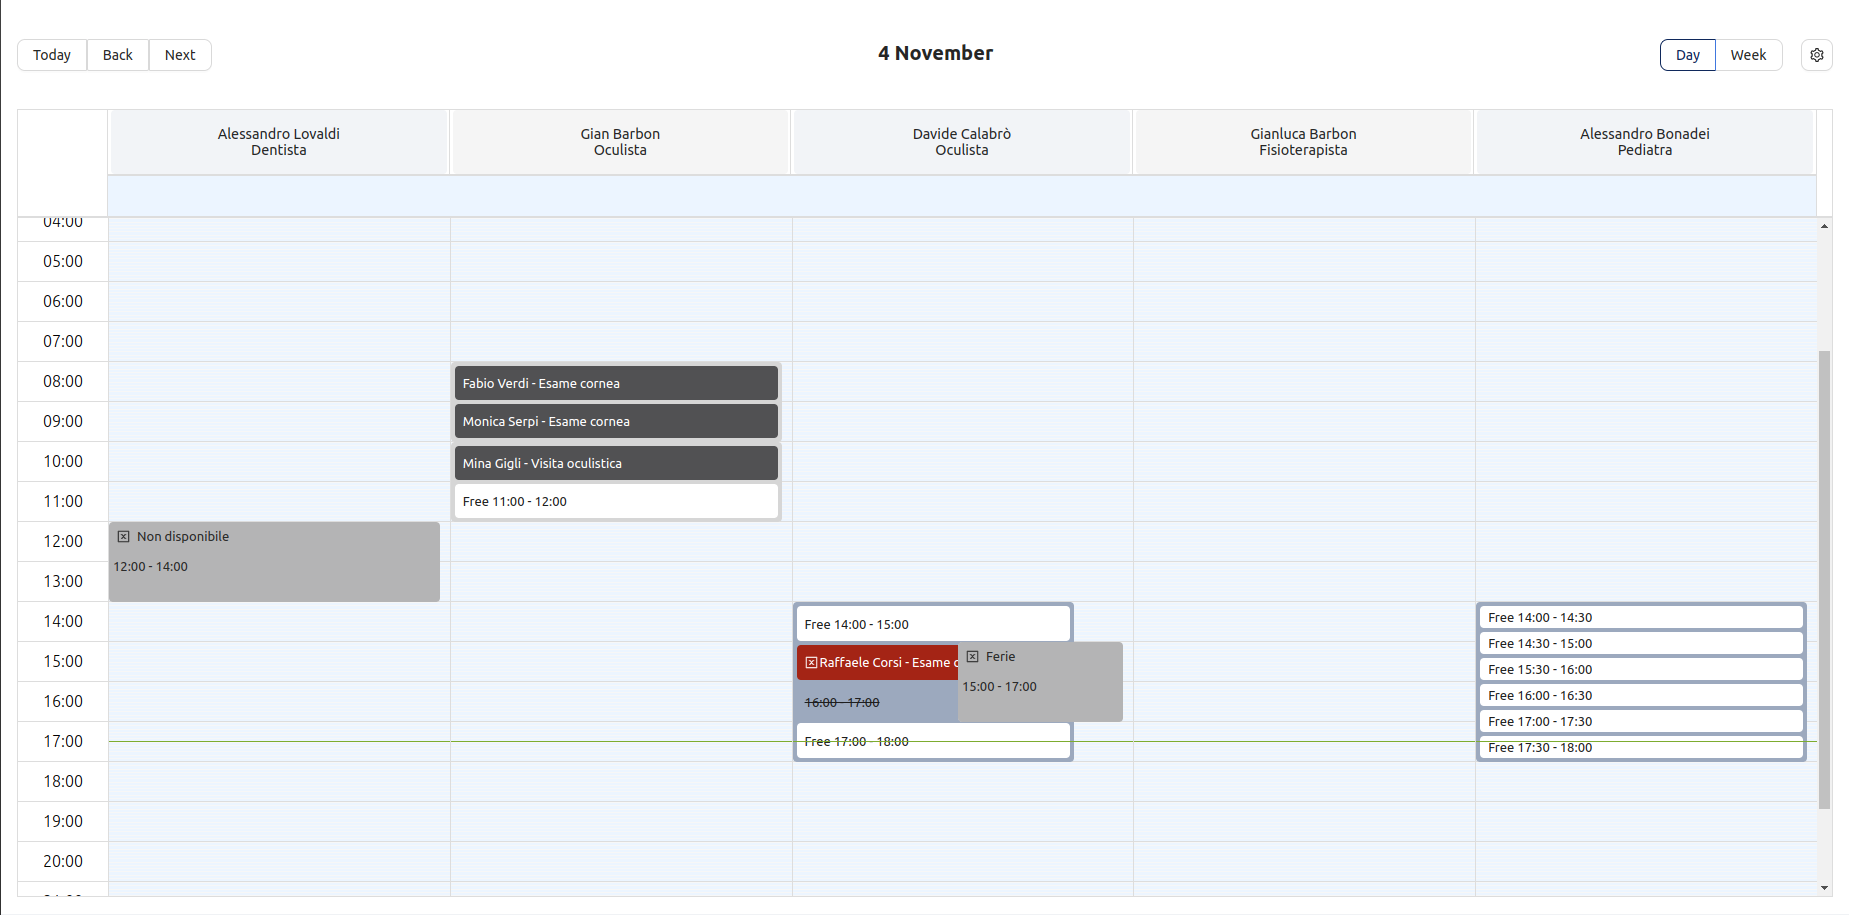 Today Back Next
4 November
Day Week
Alessandro Lovaldi
Dentista
Gian Barbon
Oculista
Davide Calabrò
Oculista
Gianluca Barbon
Fisioterapista
Alessandro Bonadei
Pediatra
04:00
05:00
06:00
07:00
08:00
09:00
10:00
11:00
12:00
13:00
14:00
15:00
16:00
17:00
18:00
19:00
20:00
Non disponibile
12:00 - 14:00
Fabio Verdi - Esame cornea
Monica Serpi - Esame cornea
Mina Gigli - Visita oculistica
Free 11:00 - 12:00
Free 14:00 - 15:00
Raffaele Corsi - Esame c
16:00 - 17:00
Free 17:00 - 18:00
Ferie
15:00 - 17:00
Free 14:00 - 14:30
Free 14:30 - 15:00
Free 15:30 - 16:00
Free 16:00 - 16:30
Free 17:00 - 17:30
Free 17:30 - 18:00